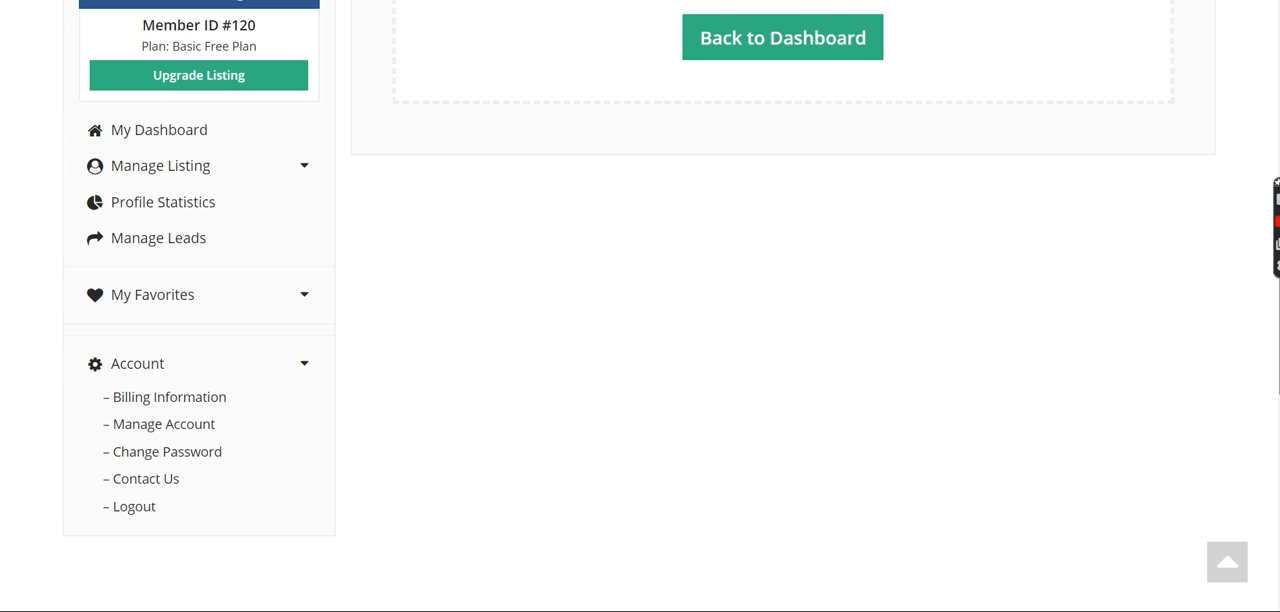 Member ID #120
Plan: Basic Free Plan
Upgrade Listing
My Dashboard
Manage Listing
Profile Statistics
Manage Leads
My Favorites
Account
– Billing Information
– Manage Account
– Change Password
– Contact Us
– Logout
Back to Dashboard